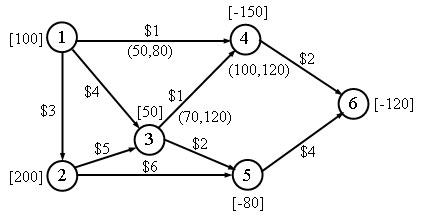 [-150]
[100] 1 $1 4
(50,80) $2
$4 $1 (100,120)
$3 [50] (70,120) 6 [-120]
3 $2
$5 $4
[200] 2 $6 5
[-80]